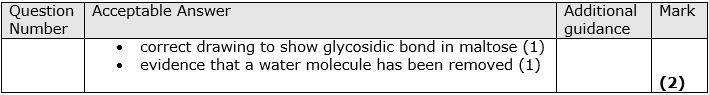 Question Number
Acceptable Answer
Additional guidance
Mark
• correct drawing to show glycosidic bond in maltose (1)
• evidence that a water molecule has been removed (1)
(2)